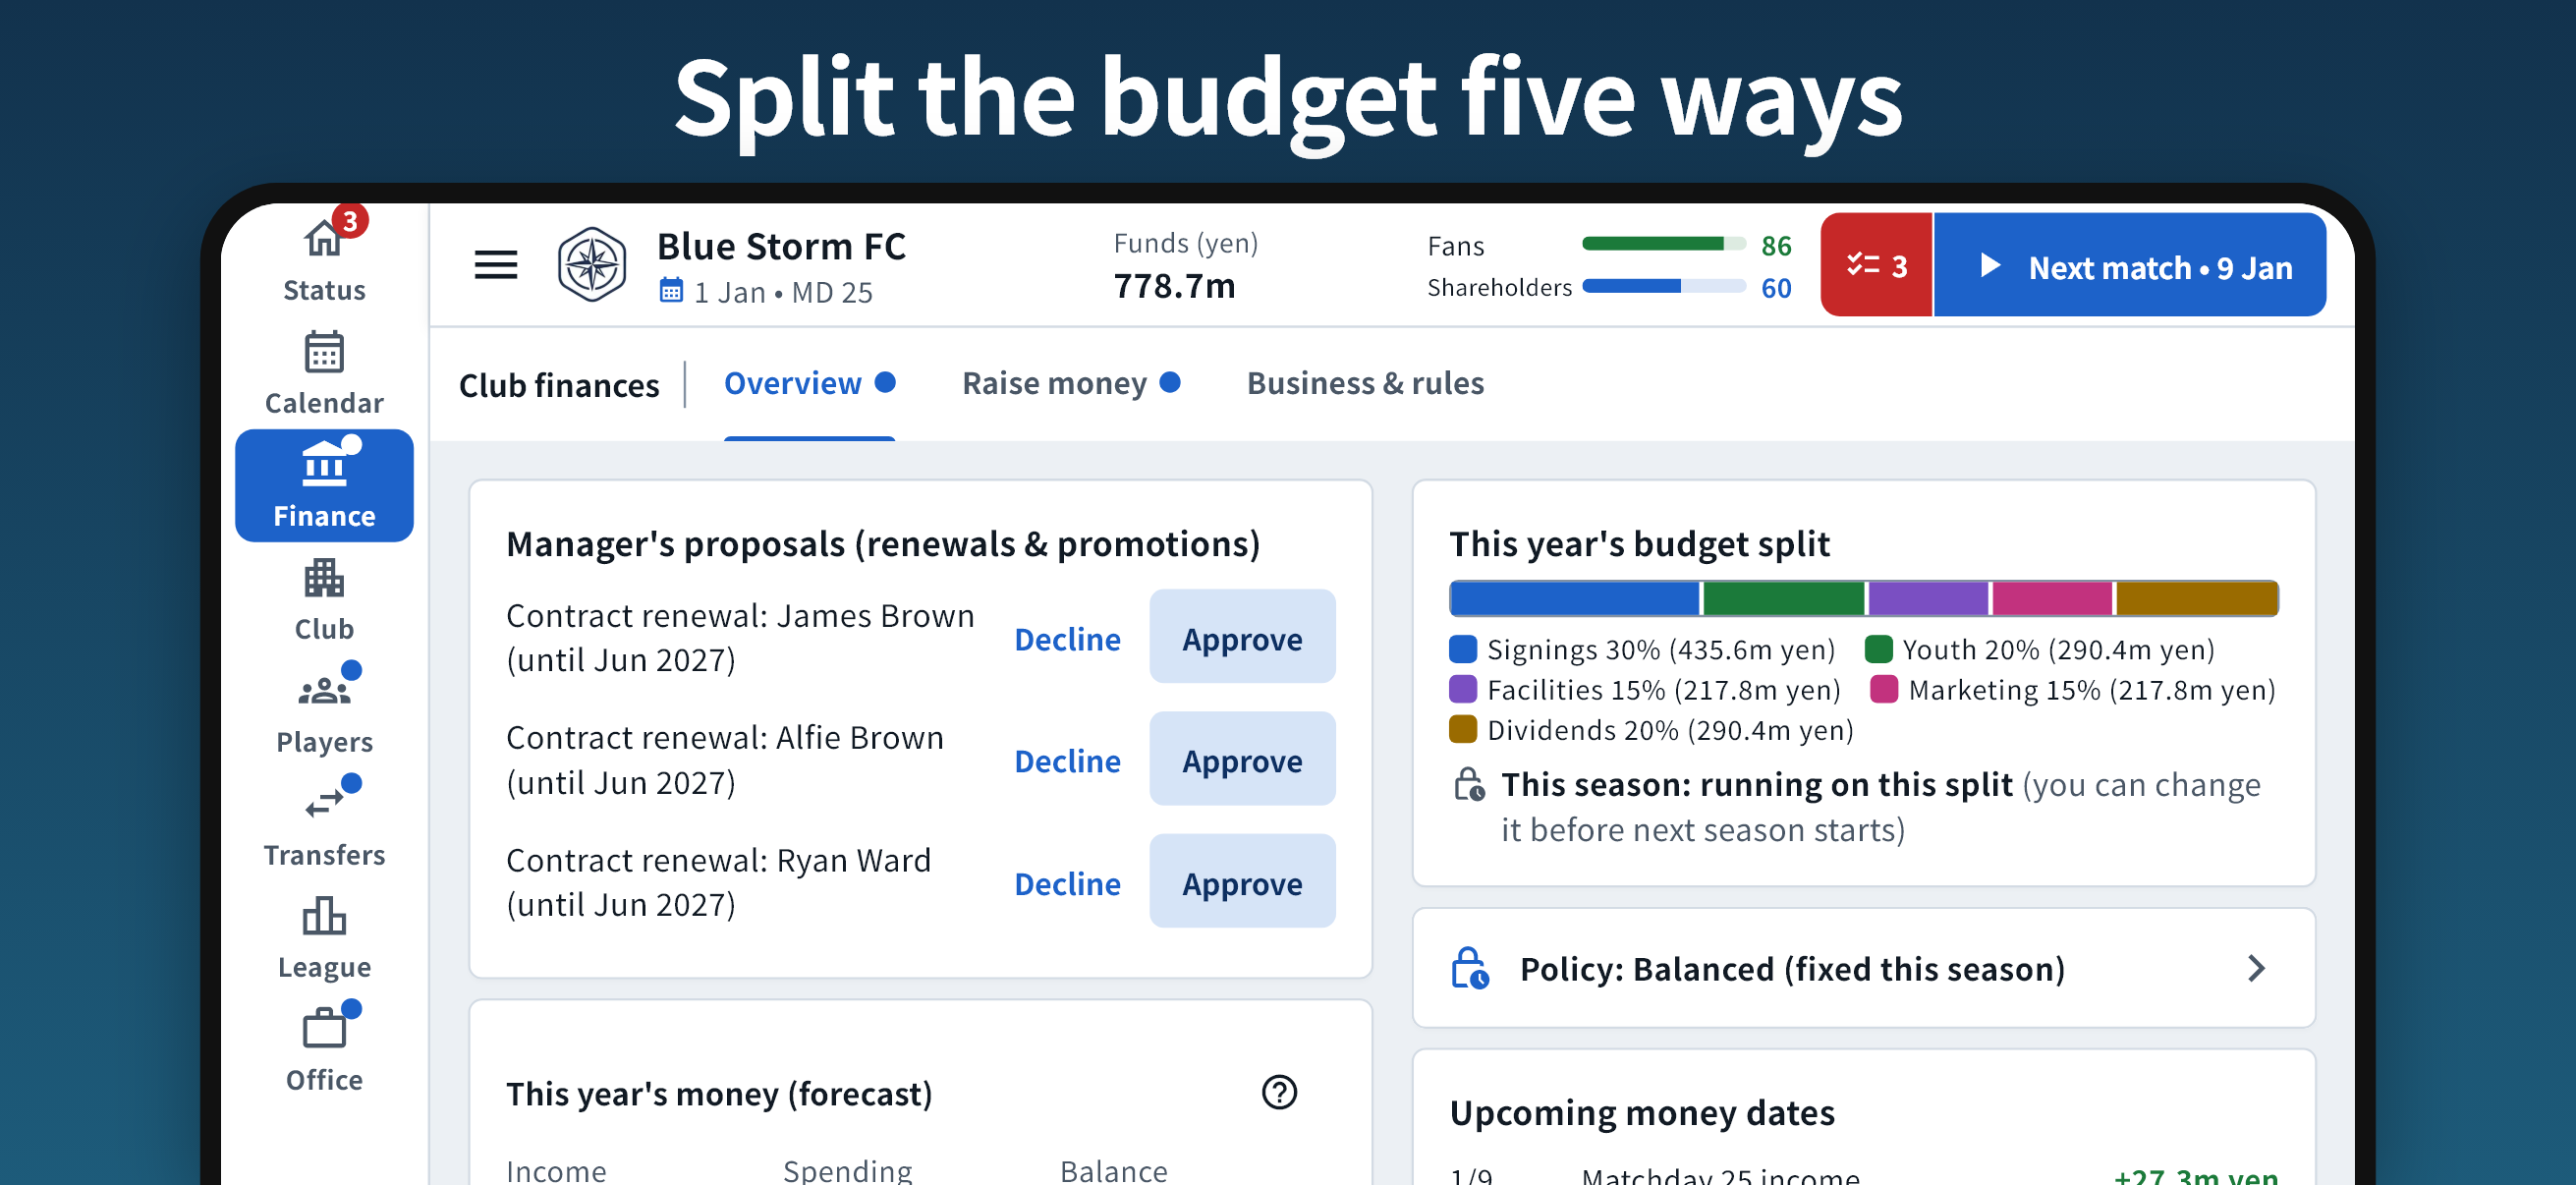 Split the budget five ways
3
Status
Calendar
Finance
Club
Players
Transfers
League
Office
Blue Storm FC
1 Jan • MD 25
Funds (yen)
778.7m
Fans 86
Shareholders 60
3
Next match • 9 Jan
Club finances
Overview
Raise money
Business & rules
Manager's proposals (renewals & promotions)
Contract renewal: James Brown
(until Jun 2027)
Decline
Approve
Contract renewal: Alfie Brown
(until Jun 2027)
Decline
Approve
Contract renewal: Ryan Ward
(until Jun 2027)
Decline
Approve
This year's money (forecast)
?
Income Spending Balance
This year's budget split
Signings 30% (435.6m yen) Youth 20% (290.4m yen)
Facilities 15% (217.8m yen) Marketing 15% (217.8m yen)
Dividends 20% (290.4m yen)
This season: running on this split (you can change
it before next season starts)
Policy: Balanced (fixed this season)
Upcoming money dates
1/9 Matchday 25 income +27.3m yen